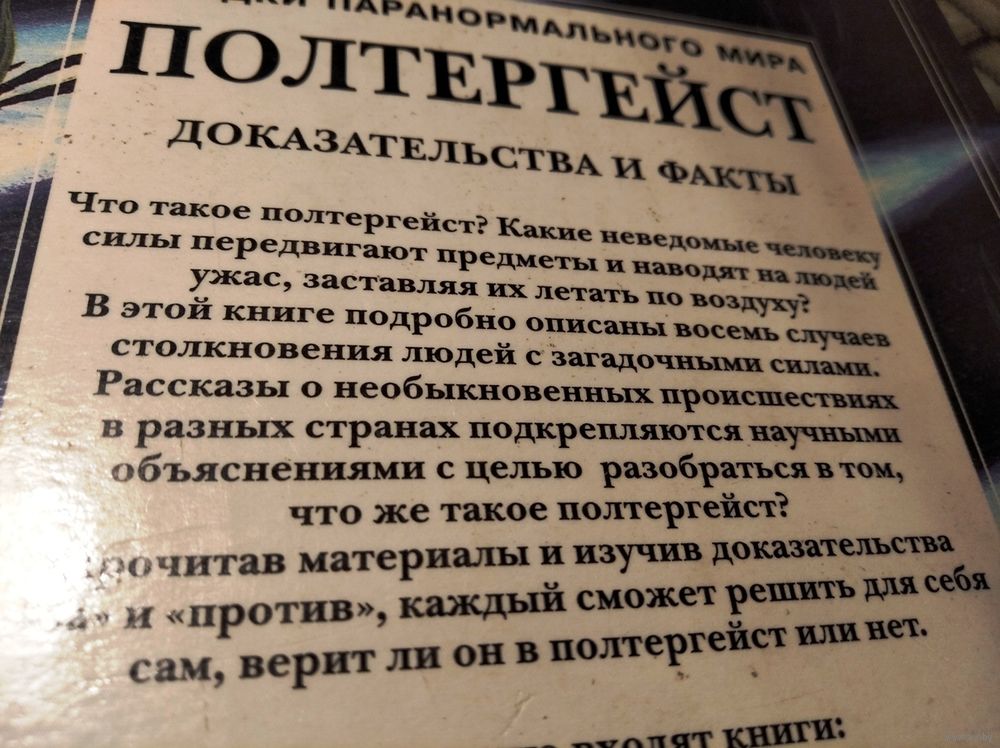 ПАРАНОРМАЛЬНОГО МИРА
ПОЛТЕРГЕЙСТ
ДОКАЗАТЕЛЬСТВА И ФАКТЫ
Что такое полтергейст? Какие неведомые человеку
силы передвигают предметы и наводят на людей
ужас, заставляя их летать по воздуху?
В этой книге подробно описаны восемь случаев
столкновения людей с загадочными силами.
Рассказы о необыкновенных происшествиях
в разных странах подкрепляются научными
объяснениями с целью разобраться в том,
что же такое полтергейст?
рочитав материалы и изучив доказательства
и «против», каждый сможет решить для себя
сам, верит ли он в полтергейст или нет.
входят книги: